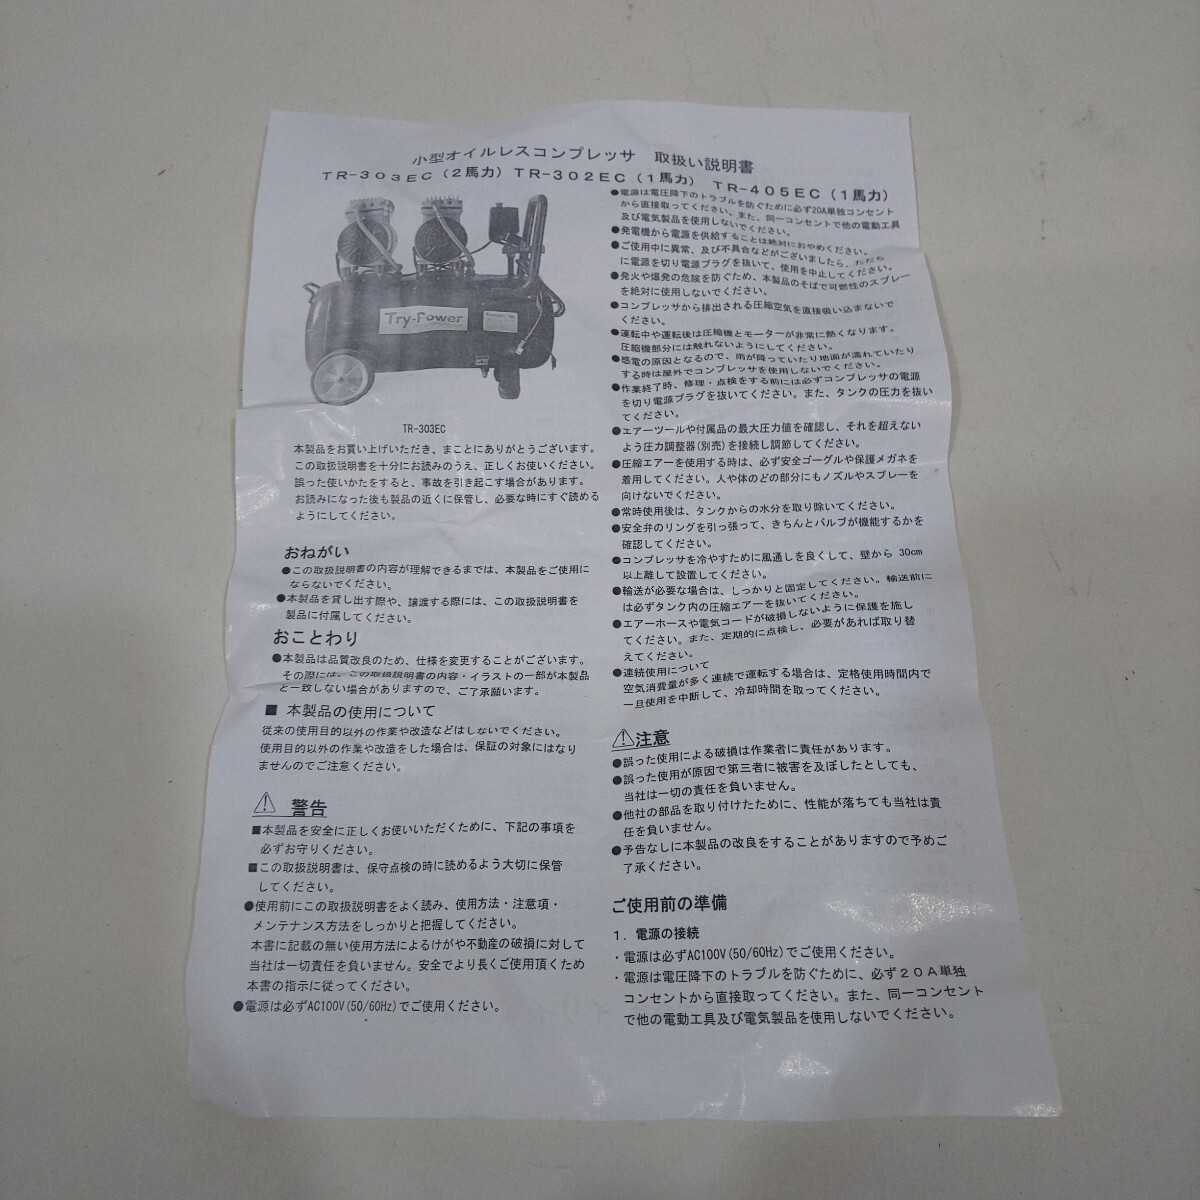 小型オイルレスコンプレッサ 取扱い説明書
TR-303EC(2馬力) TR-302EC(1馬力) TR-405EC(1馬力)
Try-Power
TR-303EC
本製品をお買い上げいただき、まことにありがとうございます。
この取扱説明書を十分にお読みのうえ、正しくお使いください。
誤った使いかたをすると、事故を引き起こす場合があります。
お読みになった後も製品の近くに保管し、必要な時にすぐ読める
ようにしてください。
おねがい
●この取扱説明書の内容が理解できるまでは、本製品をご使用に
ならないでください。
●本製品を貸し出す際や、譲渡する際には、この取扱説明書を
製品に付属してください。
おことわり
●本製品は品質改良のため、仕様を変更することがございます。
その際には、この取扱説明書の内容・イラストの一部が本製品
と一致しない場合がありますので、ご了承願います。
■ 本製品の使用について
従来の使用目的以外の作業や改造などはしないでください。
使用目的以外の作業や改造をした場合は、保証の対象にはなり
ませんのでご注意ください。
⚠ 警告
■本製品を安全に正しくお使いいただくために、下記の事項を
必ずお守りください。
■この取扱説明書は、保守点検の時に読めるよう大切に保管
してください。
●使用前にこの取扱説明書をよく読み、使用方法・注意項・
メンテナンス方法をしっかりと把握してください。
本書に記載の無い使用方法によるけがや不動産の破損に対して
当社は一切責任を負いません。安全でより長くご使用頂くため
本書の指示に従ってください。
●電源は必ずAC100V(50/60Hz)でご使用ください。
●電源は電圧降下のトラブルを防ぐために必ず20A単独コンセント
から直接取ってください。また、同一コンセントで他の電動工具
及び電気製品を使用しないでください。
●発電機から電源を供給することは絶対におやめください。
●ご使用中に異常、及び不具合などがございましたら、ただち
に電源を切り電源プラグを抜いて、使用を中止してください。
●発火や爆発の危険を防ぐため、本製品のそばで可燃性のスプレー
を絶対に使用しないでください。
●コンプレッサから排出される圧縮空気を直接吸い込まないで
ください。
●運転中や運転後は圧縮機とモーターが非常に熱くなります。
圧縮機部分には触れないようにしてください。
●感電の原因となるので、雨が降っていたり地面が濡れていたり
する時は屋外でコンプレッサを使用しないでください。
●作業終了時、修理・点検をする前には必ずコンプレッサの電源
を切り電源プラグを抜いてください。また、タンクの圧力を抜い
てください。
●エアーツールや付属品の最大圧力値を確認し、それを超えない
よう圧力調整器(別売)を接続し調節してください。
●圧縮エアーを使用する時は、必ず安全ゴーグルや保護メガネを
着用してください。人や体のどの部分にもノズルやスプレーを
向けないでください。
●常時使用後は、タンクからの水分を取り除いてください。
●安全弁のリングを引っ張って、きちんとバルブが機能するかを
確認してください。
●コンプレッサを冷やすために風通しを良くして、壁から 30cm
以上離して設置してください。
●輸送が必要な場合は、しっかりと固定してください。輸送前に
は必ずタンク内の圧縮エアーを抜いてください。
●エアーホースや電気コードが破損しないように保護を施し
てください。また、定期的に点検し、必要があれば取り替
えてください。
●連続使用について
空気消費量が多く連続で運転する場合は、定格使用時間内で
一旦使用を中断して、冷却時間を取ってください。
⚠注意
●誤った使用による破損は作業者に責任があります。
●誤った使用が原因で第三者に被害を及ぼしたとしても、
当社は一切の責任を負いません。
●他社の部品を取り付けたために、性能が落ちても当社は責
任を負いません。
●予告なしに本製品の改良をすることがありますので予めご
了承ください。
ご使用前の準備
1. 電源の接続
・電源は必ずAC100V(50/60Hz)でご使用ください。
・電源は電圧降下のトラブルを防ぐために、必ず20A単独
コンセントから直接取ってください。また、同一コンセント
で他の電動工具及び電気製品を使用しないでください。